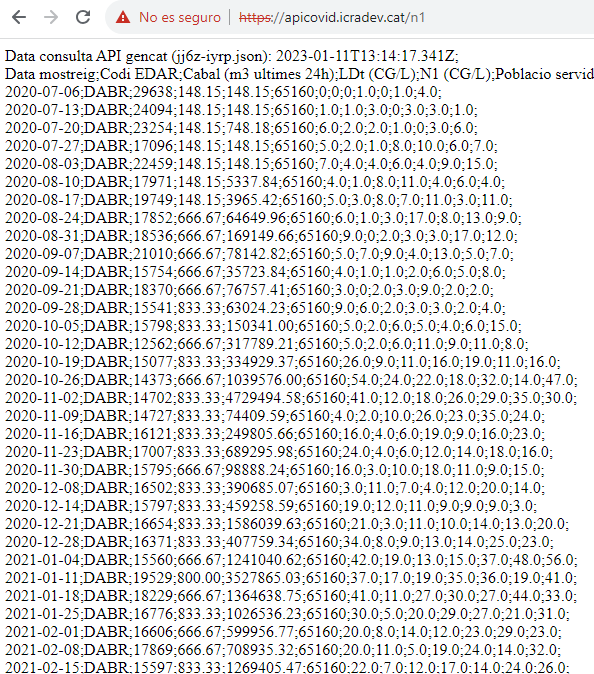 No es seguro | https://apicovid.icradev.cat/n1
Data consulta API gencat (jj6z-iyrp.json): 2023-01-11T13:14:17.341Z;
Data mostreig;Codi EDAR;Cabal (m3 ultimes 24h);LDt (CG/L);N1 (CG/L);Poblacio servid
2020-07-06;DABR;29638;148.15;148.15;65160;0;0;0;1.0;0;1.0;4.0;
2020-07-13;DABR;24094;148.15;148.15;65160;1.0;1.0;3.0;0;3.0;3.0;1.0;
2020-07-20;DABR;23254;148.15;748.18;65160;6.0;2.0;2.0;1.0;0;3.0;6.0;
2020-07-27;DABR;17096;148.15;148.15;65160;5.0;2.0;1.0;8.0;10.0;6.0;7.0;
2020-08-03;DABR;22459;148.15;148.15;65160;7.0;4.0;4.0;6.0;4.0;9.0;15.0;
2020-08-10;DABR;17971;148.15;5337.84;65160;4.0;1.0;8.0;11.0;4.0;6.0;4.0;
2020-08-17;DABR;19749;148.15;3965.42;65160;5.0;3.0;8.0;7.0;11.0;3.0;11.0;
2020-08-24;DABR;17852;666.67;64649.96;65160;6.0;1.0;3.0;17.0;8.0;13.0;9.0;
2020-08-31;DABR;18536;666.67;169149.66;65160;9.0;0;2.0;3.0;3.0;17.0;12.0;
2020-09-07;DABR;21010;666.67;78142.82;65160;5.0;7.0;9.0;4.0;13.0;5.0;7.0;
2020-09-14;DABR;15754;666.67;35723.84;65160;4.0;1.0;1.0;2.0;6.0;5.0;8.0;
2020-09-21;DABR;18370;666.67;76757.41;65160;3.0;0;2.0;3.0;9.0;2.0;2.0;
2020-09-28;DABR;15541;833.33;63024.23;65160;9.0;6.0;2.0;3.0;3.0;2.0;4.0;
2020-10-05;DABR;15798;833.33;150341.00;65160;5.0;2.0;6.0;5.0;4.0;6.0;15.0;
2020-10-12;DABR;12562;666.67;317789.21;65160;5.0;2.0;6.0;11.0;9.0;11.0;8.0;
2020-10-19;DABR;15077;833.33;334929.37;65160;26.0;9.0;11.0;16.0;19.0;11.0;16.0;
2020-10-26;DABR;14373;666.67;1039576.00;65160;54.0;24.0;22.0;18.0;32.0;14.0;47.0;
2020-11-02;DABR;14702;833.33;4729494.58;65160;41.0;12.0;18.0;26.0;29.0;35.0;30.0;
2020-11-09;DABR;14727;833.33;74409.59;65160;4.0;2.0;10.0;26.0;23.0;35.0;24.0;
2020-11-16;DABR;16121;833.33;249805.66;65160;16.0;4.0;6.0;19.0;9.0;16.0;23.0;
2020-11-23;DABR;17007;833.33;689295.98;65160;24.0;4.0;6.0;12.0;14.0;18.0;16.0;
2020-11-30;DABR;15795;666.67;98888.24;65160;16.0;3.0;10.0;18.0;11.0;9.0;15.0;
2020-12-08;DABR;16502;833.33;390685.07;65160;3.0;11.0;7.0;4.0;12.0;20.0;14.0;
2020-12-14;DABR;15797;833.33;459258.59;65160;19.0;12.0;11.0;9.0;9.0;9.0;3.0;
2020-12-21;DABR;16654;833.33;1586039.63;65160;21.0;3.0;11.0;10.0;14.0;13.0;20.0;
2020-12-28;DABR;16371;833.33;407759.34;65160;34.0;8.0;9.0;13.0;14.0;25.0;23.0;
2021-01-04;DABR;15560;666.67;1241040.62;65160;42.0;19.0;13.0;15.0;37.0;48.0;56.0;
2021-01-11;DABR;19529;800.00;3527865.03;65160;37.0;17.0;19.0;35.0;36.0;19.0;41.0;
2021-01-18;DABR;18229;666.67;1364638.75;65160;41.0;11.0;27.0;30.0;27.0;44.0;33.0;
2021-01-25;DABR;16776;833.33;1026536.23;65160;30.0;5.0;20.0;29.0;27.0;21.0;31.0;
2021-02-01;DABR;16606;666.67;599956.77;65160;20.0;8.0;14.0;12.0;23.0;29.0;23.0;
2021-02-08;DABR;17869;666.67;708935.32;65160;20.0;11.0;5.0;19.0;24.0;14.0;32.0;
2021-02-15;DABR;15597;833.33;1269405.47;65160;22.0;7.0;12.0;17.0;14.0;24.0;26.0;